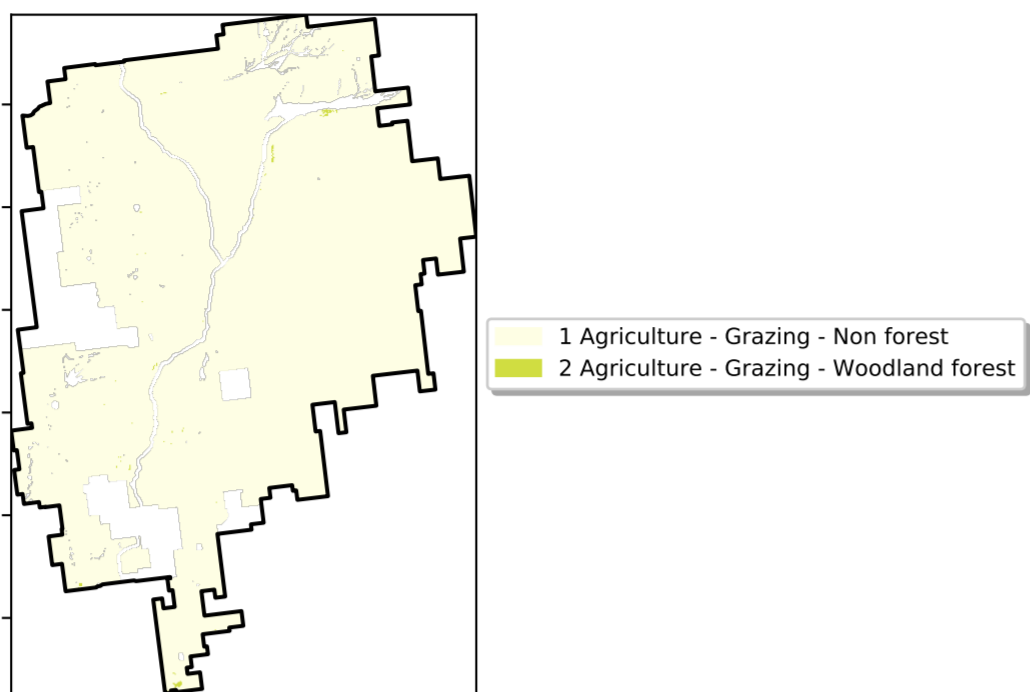 1 Agriculture - Grazing - Non forest
2 Agriculture - Grazing - Woodland forest